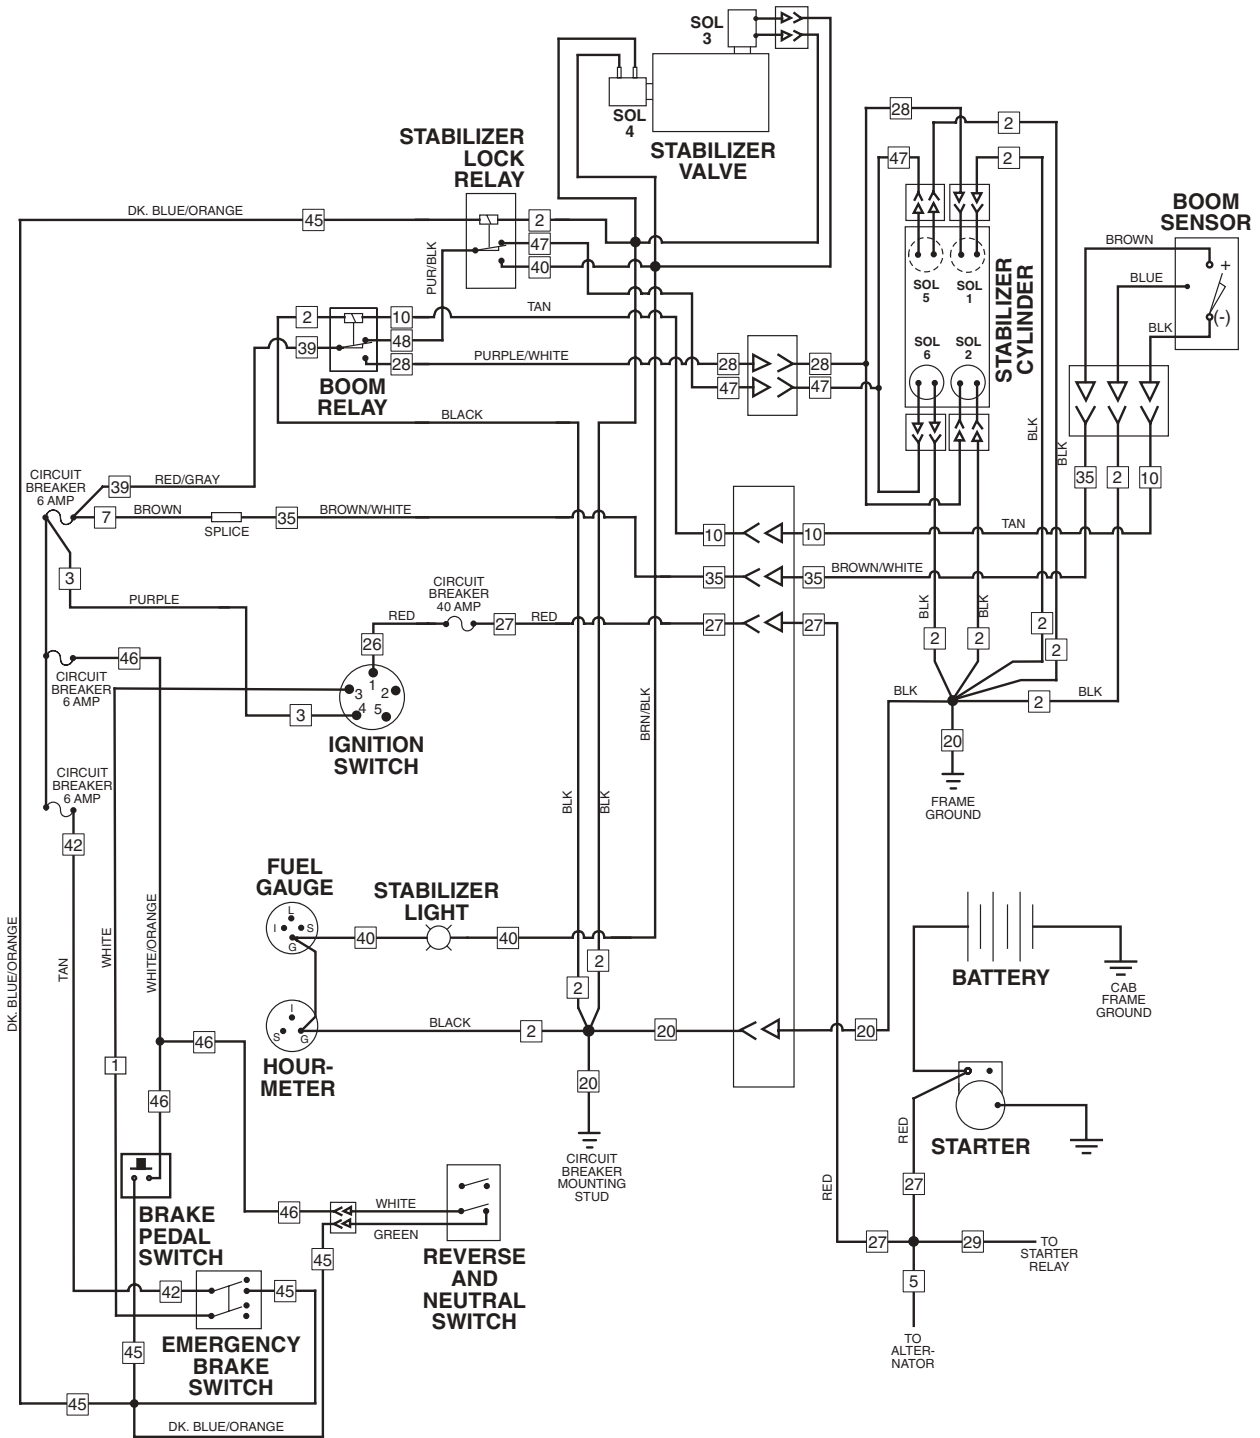 SOL
3
SOL
4
STABILIZER
VALVE
STABILIZER
LOCK
RELAY
DK. BLUE/ORANGE
45
2
47
40
PUR/BLK
28
2
47
2
SOL
5
SOL
1
SOL
6
SOL
2
STABILIZER
CYLINDER
BOOM
SENSOR
BROWN
BLUE
BLK
+
(-)
2
39
10
48
28
TAN
PURPLE/WHITE
BOOM
RELAY
BLACK
28
47
28
47
BLK
BLK
35
2
10
CIRCUIT
BREAKER
6 AMP
39
RED/GRAY
7
BROWN
SPLICE
35
BROWN/WHITE
10
10
TAN
3
PURPLE
CIRCUIT
BREAKER
40 AMP
35
35
BROWN/WHITE
RED
27
RED
27
27
26
BLK
BLK
2
2
2
2
46
CIRCUIT
BREAKER
6 AMP
1
2
3
4
5
3
IGNITION
SWITCH
BRN/BLK
BLK
2
BLK
20
FRAME
GROUND
CIRCUIT
BREAKER
6 AMP
42
BLK
BLK
FUEL
GAUGE
L
I
S
G
STABILIZER
LIGHT
40
40
2
2
DK. BLUE/ORANGE
TAN
WHITE
WHITE/ORANGE
BATTERY
CAB
FRAME
GROUND
I
S
G
HOUR-
METER
BLACK
2
20
20
46
1
46
20
CIRCUIT
BREAKER
MOUNTING
STUD
STARTER
RED
27
RED
BRAKE
PEDAL
SWITCH
46
WHITE
GREEN
45
REVERSE
AND
NEUTRAL
SWITCH
27
29
TO
STARTER
RELAY
5
TO
ALTER-
NATOR
42
45
EMERGENCY
BRAKE
SWITCH
45
45
DK. BLUE/ORANGE